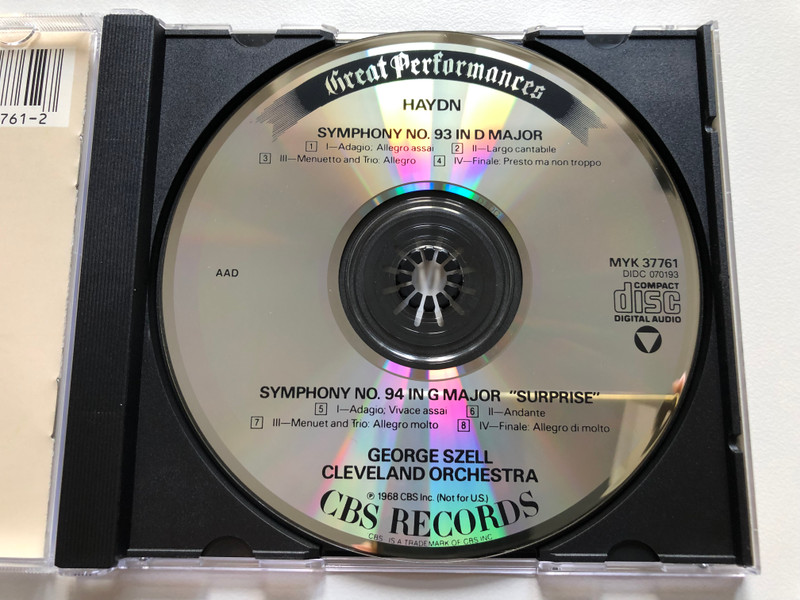 761-2
Great Performances
HAYDN
SYMPHONY NO. 93 IN D MAJOR
1 I—Adagio; Allegro assai 2 II—Largo cantabile
3 III—Menuetto and Trio: Allegro 4 IV—Finale: Presto ma non troppo
AAD
MYK 37761
DIDC 070193
COMPACT
disc
DIGITAL AUDIO
SYMPHONY NO. 94 IN G MAJOR "SURPRISE"
5 I—Adagio; Vivace assai 6 II—Andante
7 III—Menuet and Trio: Allegro molto 8 IV—Finale: Allegro di molto
GEORGE SZELL
CLEVELAND ORCHESTRA
℗ 1968 CBS Inc. (Not for U.S.)
CBS RECORDS
CBS IS A TRADEMARK OF CBS INC.